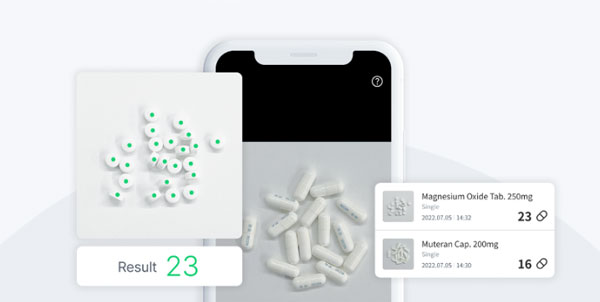 Result 23
Magnesium Oxide Tab. 250mg
Single
2022.07.05 · 14:32
23
Muteran Cap. 200mg
Single
2022.07.05 · 14:30
16